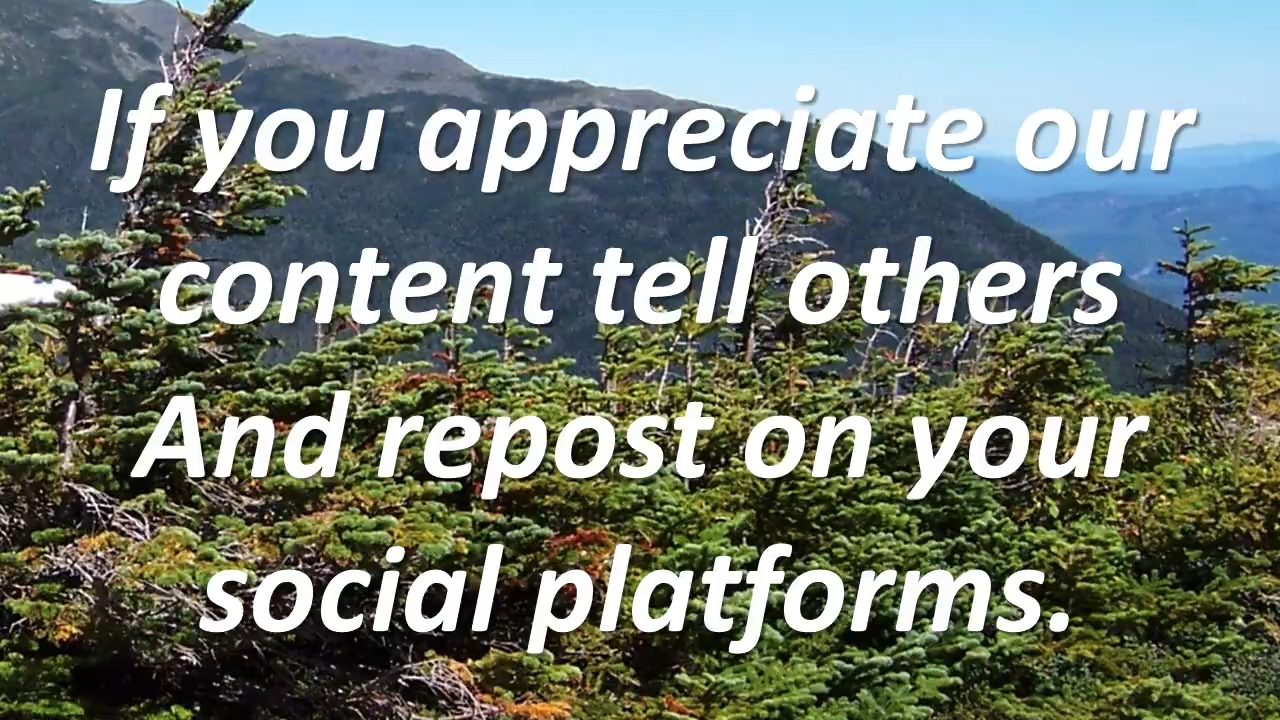 If you appreciate our
content tell others
And repost on your
social platforms.